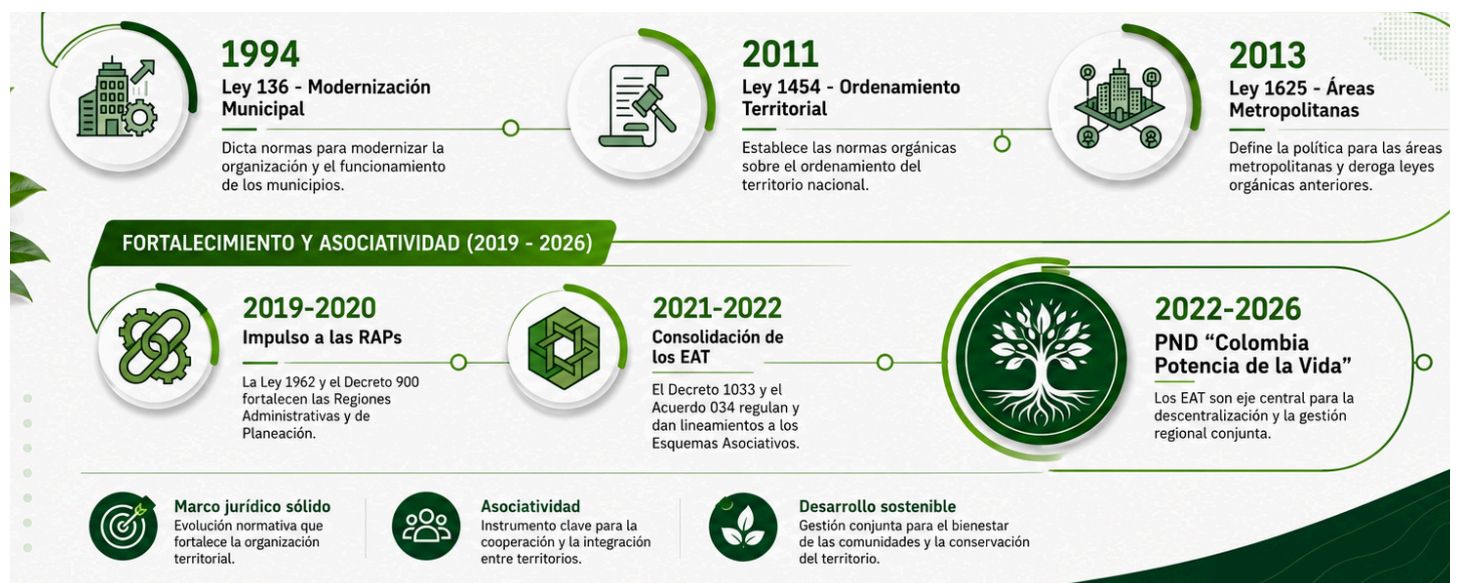 1994
Ley 136 - Modernización
Municipal
Dicta normas para modernizar la
organización y el funcionamiento
de los municipios.
2011
Ley 1454 - Ordenamiento
Territorial
Establece las normas orgánicas
sobre el ordenamiento del
territorio nacional.
2013
Ley 1625 - Áreas
Metropolitanas
Define la política para las áreas
metropolitanas y deroga leyes
orgánicas anteriores.
FORTALECIMIENTO Y ASOCIATIVIDAD (2019 - 2026)
2019-2020
Impulso a las RAPs
La Ley 1962 y el Decreto 900
fortalecen las Regiones
Administrativas y de
Planeación.
2021-2022
Consolidación de
los EAT
El Decreto 1033 y el
Acuerdo 034 regulan y
dan lineamientos a los
Esquemas Asociativos.
2022-2026
PND “Colombia
Potencia de la Vida”
Los EAT son eje central para la
descentralización y la gestión
regional conjunta.
Marco jurídico sólido
Evolución normativa que
fortalece la organización
territorial.
Asociatividad
Instrumento clave para la
cooperación y la integración
entre territorios.
Desarrollo sostenible
Gestión conjunta para el bienestar
de las comunidades y la conservación
del territorio.